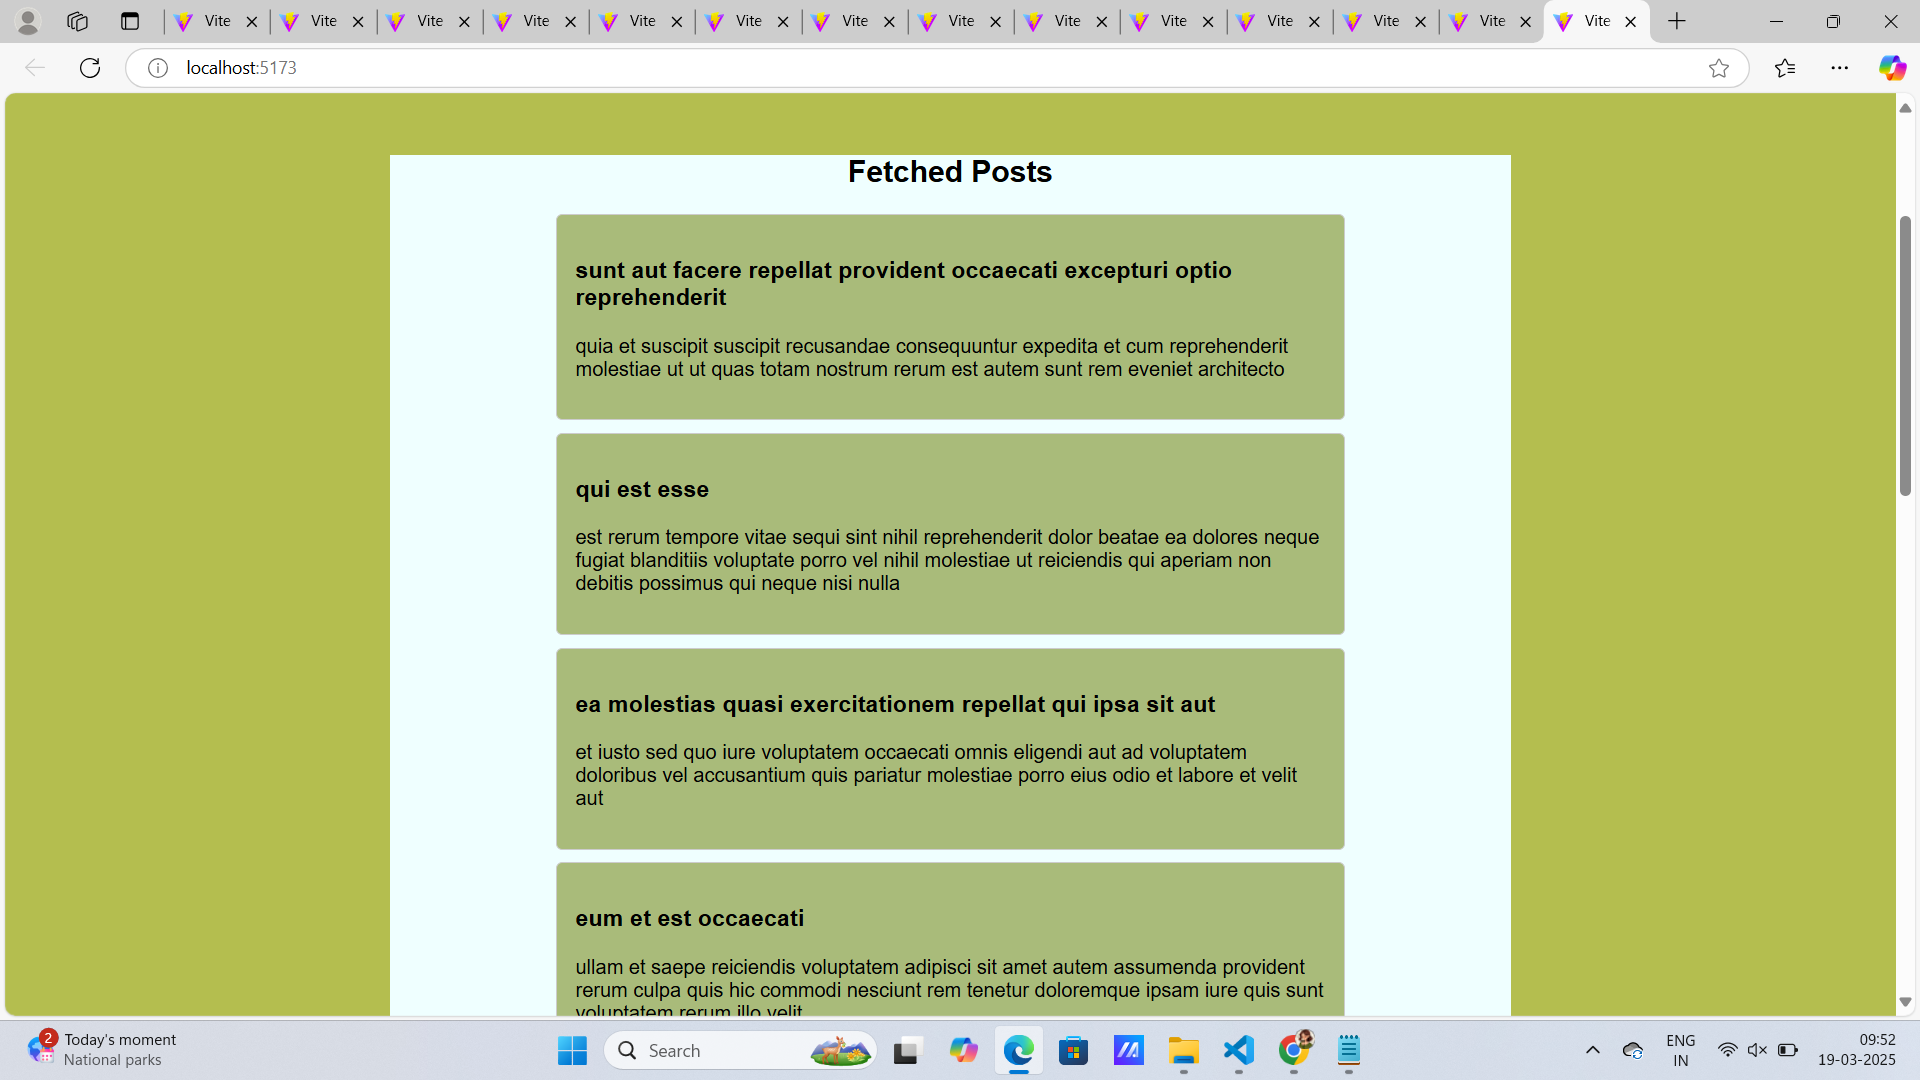 Vite Vite Vite Vite Vite Vite Vite Vite Vite Vite Vite Vite Vite Vite
localhost:5173
Fetched Posts
sunt aut facere repellat provident occaecati excepturi optio
reprehenderit
quia et suscipit suscipit recusandae consequuntur expedita et cum reprehenderit
molestiae ut ut quas totam nostrum rerum est autem sunt rem eveniet architecto
qui est esse
est rerum tempore vitae sequi sint nihil reprehenderit dolor beatae ea dolores neque
fugiat blanditiis voluptate porro vel nihil molestiae ut reiciendis qui aperiam non
debitis possimus qui neque nisi nulla
ea molestias quasi exercitationem repellat qui ipsa sit aut
et iusto sed quo iure voluptatem occaecati omnis eligendi aut ad voluptatem
doloribus vel accusantium quis pariatur molestiae porro eius odio et labore et velit
aut
eum et est occaecati
ullam et saepe reiciendis voluptatem adipisci sit amet autem assumenda provident
rerum culpa quis hic commodi nesciunt rem tenetur doloremque ipsam iure quis sunt
voluptatem rerum illo velit
2
Today's moment
National parks
Search
ENG
IN
09:52
19-03-2025